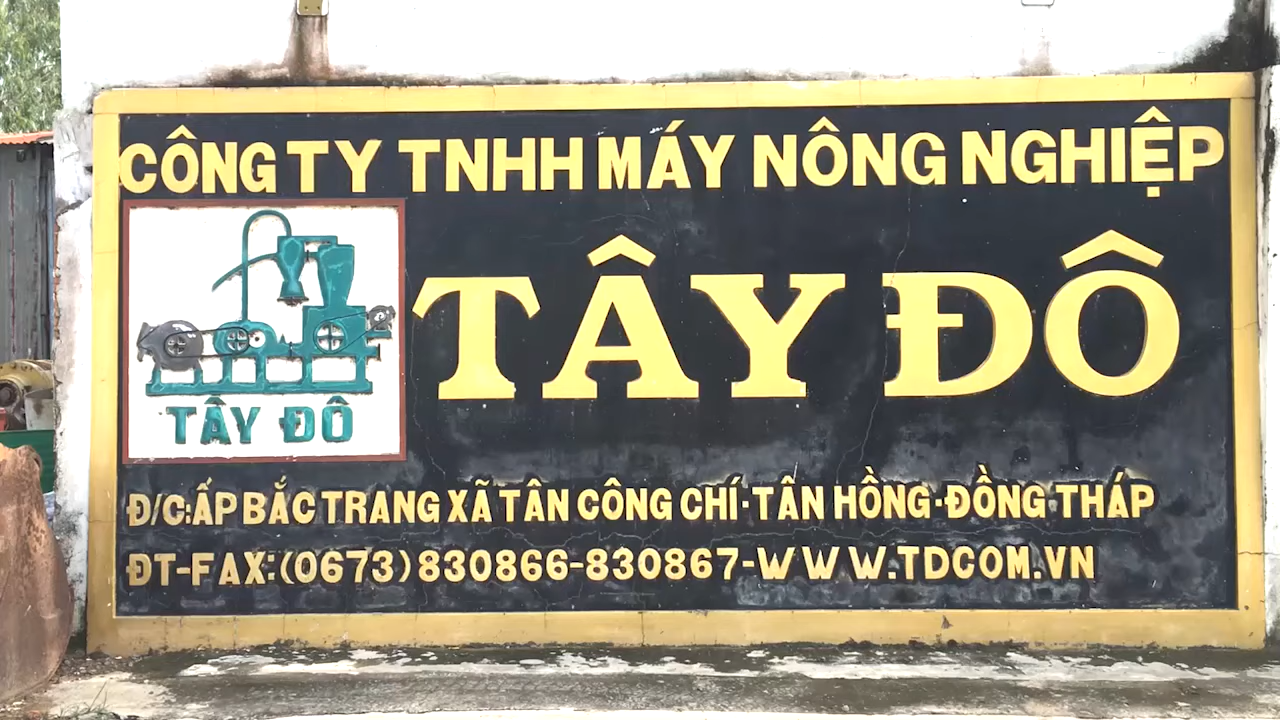 CÔNG TY TNHH MÁY NÔNG NGHIỆP
TÂY ĐÔ
TÂY ĐÔ
Đ/C:ẤP BẮC TRANG XÃ TÂN CÔNG CHÍ-TÂN HỒNG-ĐỒNG THÁP
ĐT-FAX:(0673)830866-830867-WWW.TDCOM.VN